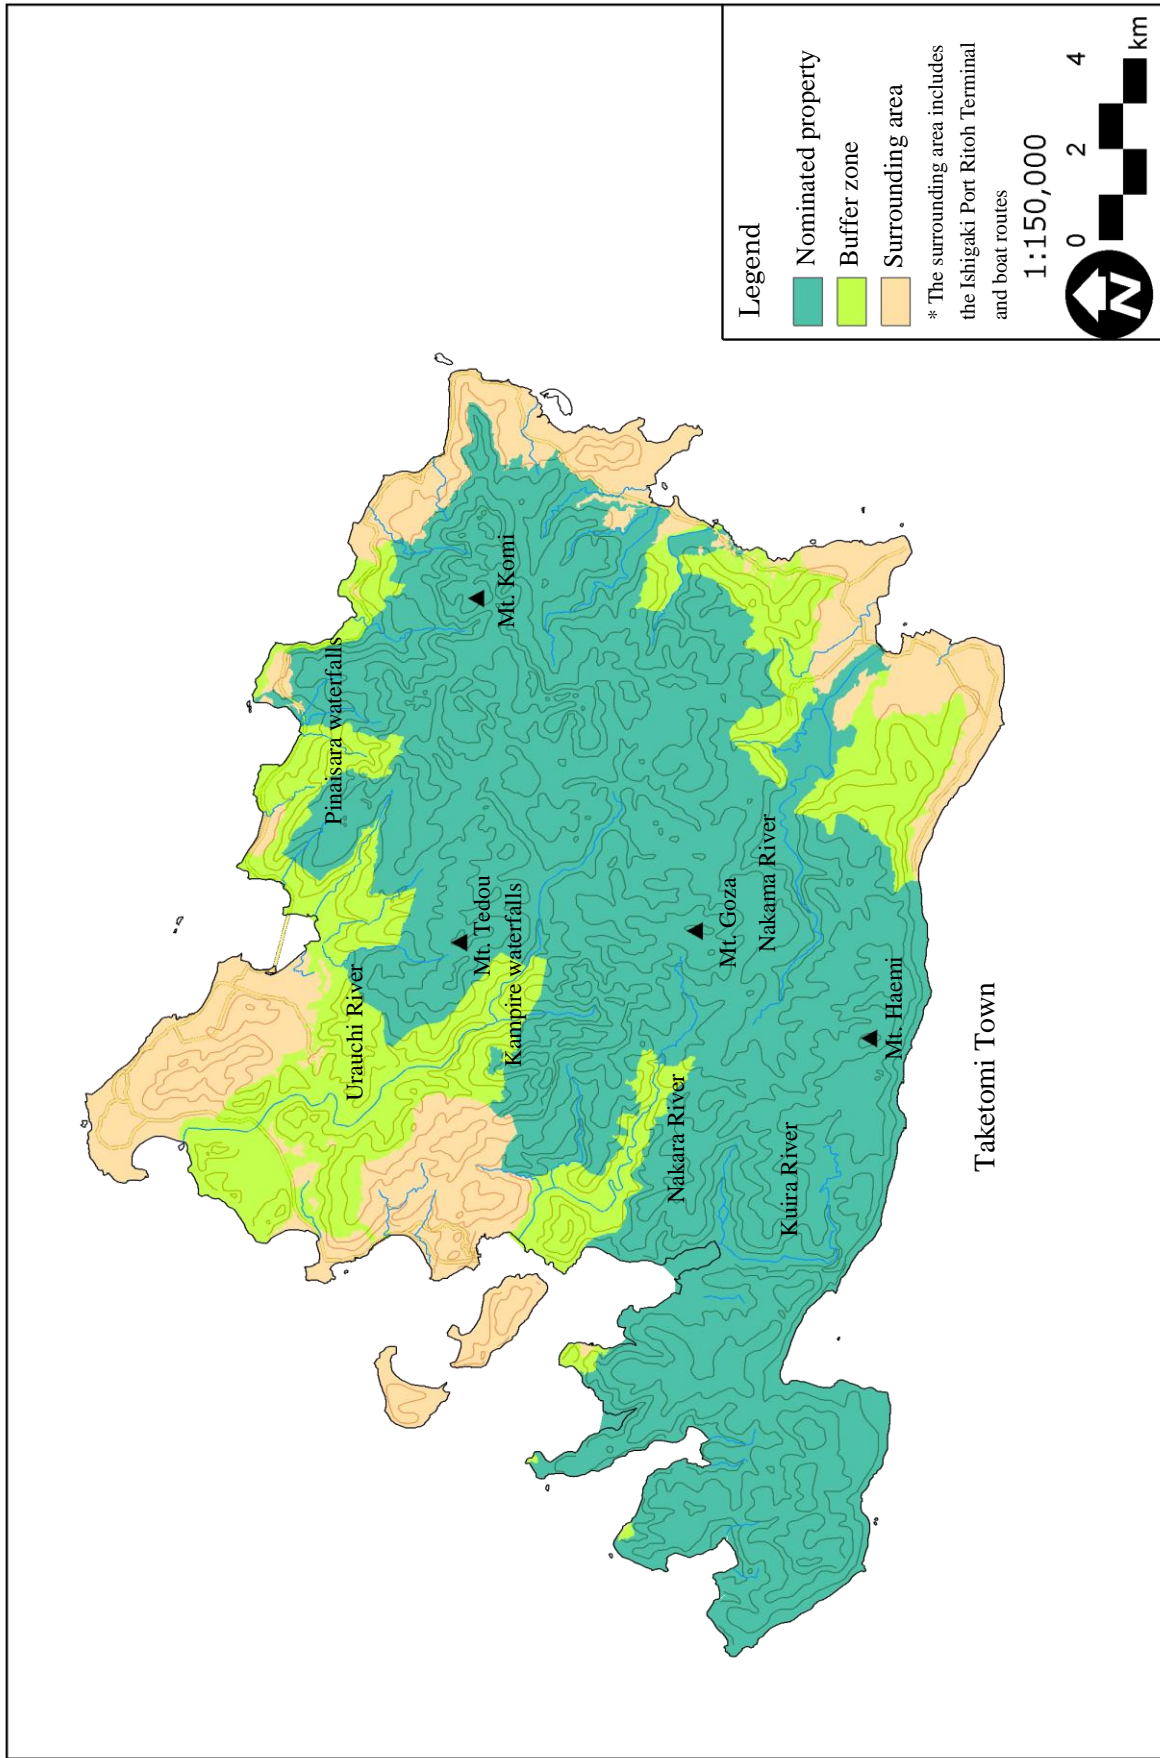 Pinaisara waterfalls
Mt. Komi
Urauchi River
Mt. Tedou
Kampire waterfalls
Nakara River
Mt. Goza
Nakama River
Kuira River
Mt. Haemi
Taketomi Town
Legend
Nominated property
Buffer zone
Surrounding area
* The surrounding area includes
the Ishigaki Port Ritoh Terminal
and boat routes
1:150,000
0 2 4
km
N